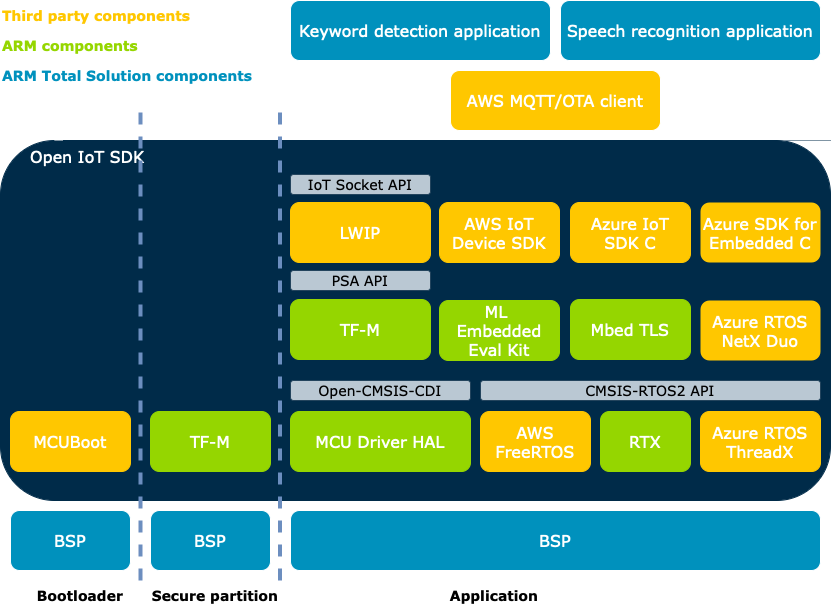 Third party components
ARM components
ARM Total Solution components
Keyword detection application
Speech recognition application
AWS MQTT/OTA client
Open IoT SDK
IoT Socket API
LWIP
AWS IoT
Device SDK
Azure IoT
SDK C
Azure SDK for
Embedded C
PSA API
TF-M
ML
Embedded
Eval Kit
Mbed TLS
Azure RTOS
NetX Duo
Open-CMSIS-CDI
CMSIS-RTOS2 API
MCUBoot
TF-M
MCU Driver HAL
AWS
FreeRTOS
RTX
Azure RTOS
ThreadX
BSP
BSP
BSP
Bootloader
Secure partition
Application